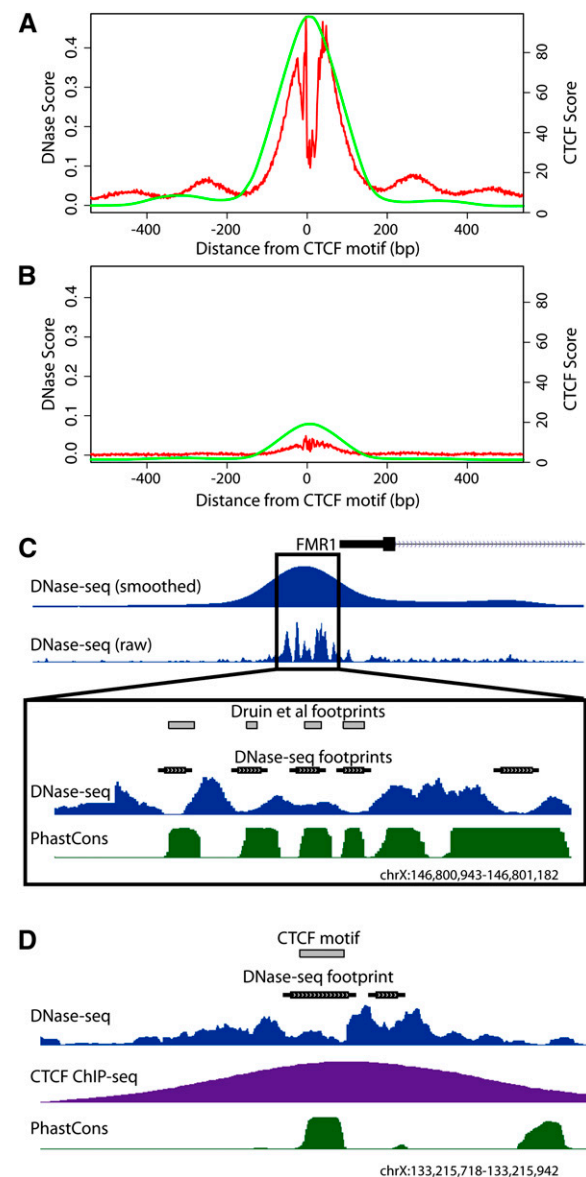 A
DNase Score
0.0 0.1 0.2 0.3 0.4
CTCF Score
0 20 40 60 80
-400 -200 0 200 400
Distance from CTCF motif (bp)
B
DNase Score
0.0 0.1 0.2 0.3 0.4
CTCF Score
0 20 40 60 80
-400 -200 0 200 400
Distance from CTCF motif (bp)
C
FMR1
DNase-seq (smoothed)
DNase-seq (raw)
Druin et al footprints
DNase-seq footprints
DNase-seq
PhastCons
chrX:146,800,943-146,801,182
D
CTCF motif
DNase-seq footprint
DNase-seq
CTCF ChIP-seq
PhastCons
chrX:133,215,718-133,215,942